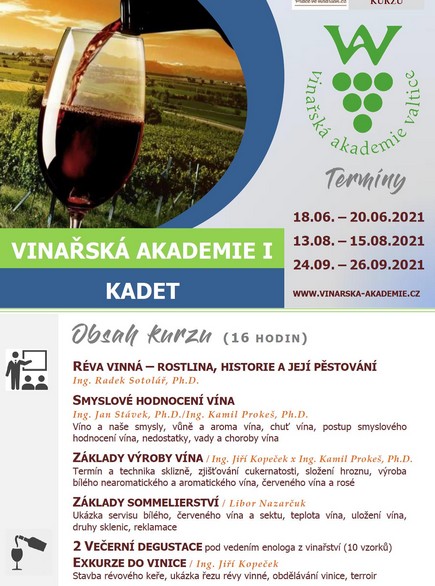 KURZU
Vinařská akademie valtice
Termíny
18.06. – 20.06.2021
13.08. – 15.08.2021
24.09. – 26.09.2021
WWW.VINARSKA-AKADEMIE.CZ
VINAŘSKÁ AKADEMIE I
KADET
Obsah kurzu (16 HODIN)
RÉVA VINNÁ – ROSTLINA, HISTORIE A JEJÍ PĚSTOVÁNÍ
Ing. Radek Sotolář, Ph.D.
SMYSLOVÉ HODNOCENÍ VÍNA
Ing. Jan Stávek, Ph.D./Ing. Kamil Prokeš, Ph.D.
Víno a naše smysly, vůně a aroma vína, chuť vína, postup smyslového
hodnocení vína, nedostatky, vady a choroby vína
ZÁKLADY VÝROBY VÍNA / Ing. Jiří Kopeček x Ing. Kamil Prokeš, Ph.D.
Termín a technika sklizně, zjišťování cukernatosti, složení hroznu, výroba
bílého nearomatického a aromatického vína, červeného vína a rosé
ZÁKLADY SOMMELIERSTVÍ / Libor Nazarčuk
Ukázka servisu bílého, červeného vína a sektu, teplota vína, uložení vína,
druhy sklenic, reklamace
2 VEČERNÍ DEGUSTACE pod vedením enologa z vinařství (10 vzorků)
EXKURZE DO VINICE / Ing. Jiří Kopeček
Stavba révového keře, ukázka řezu révy vinné, obdělávání vinice, terroir